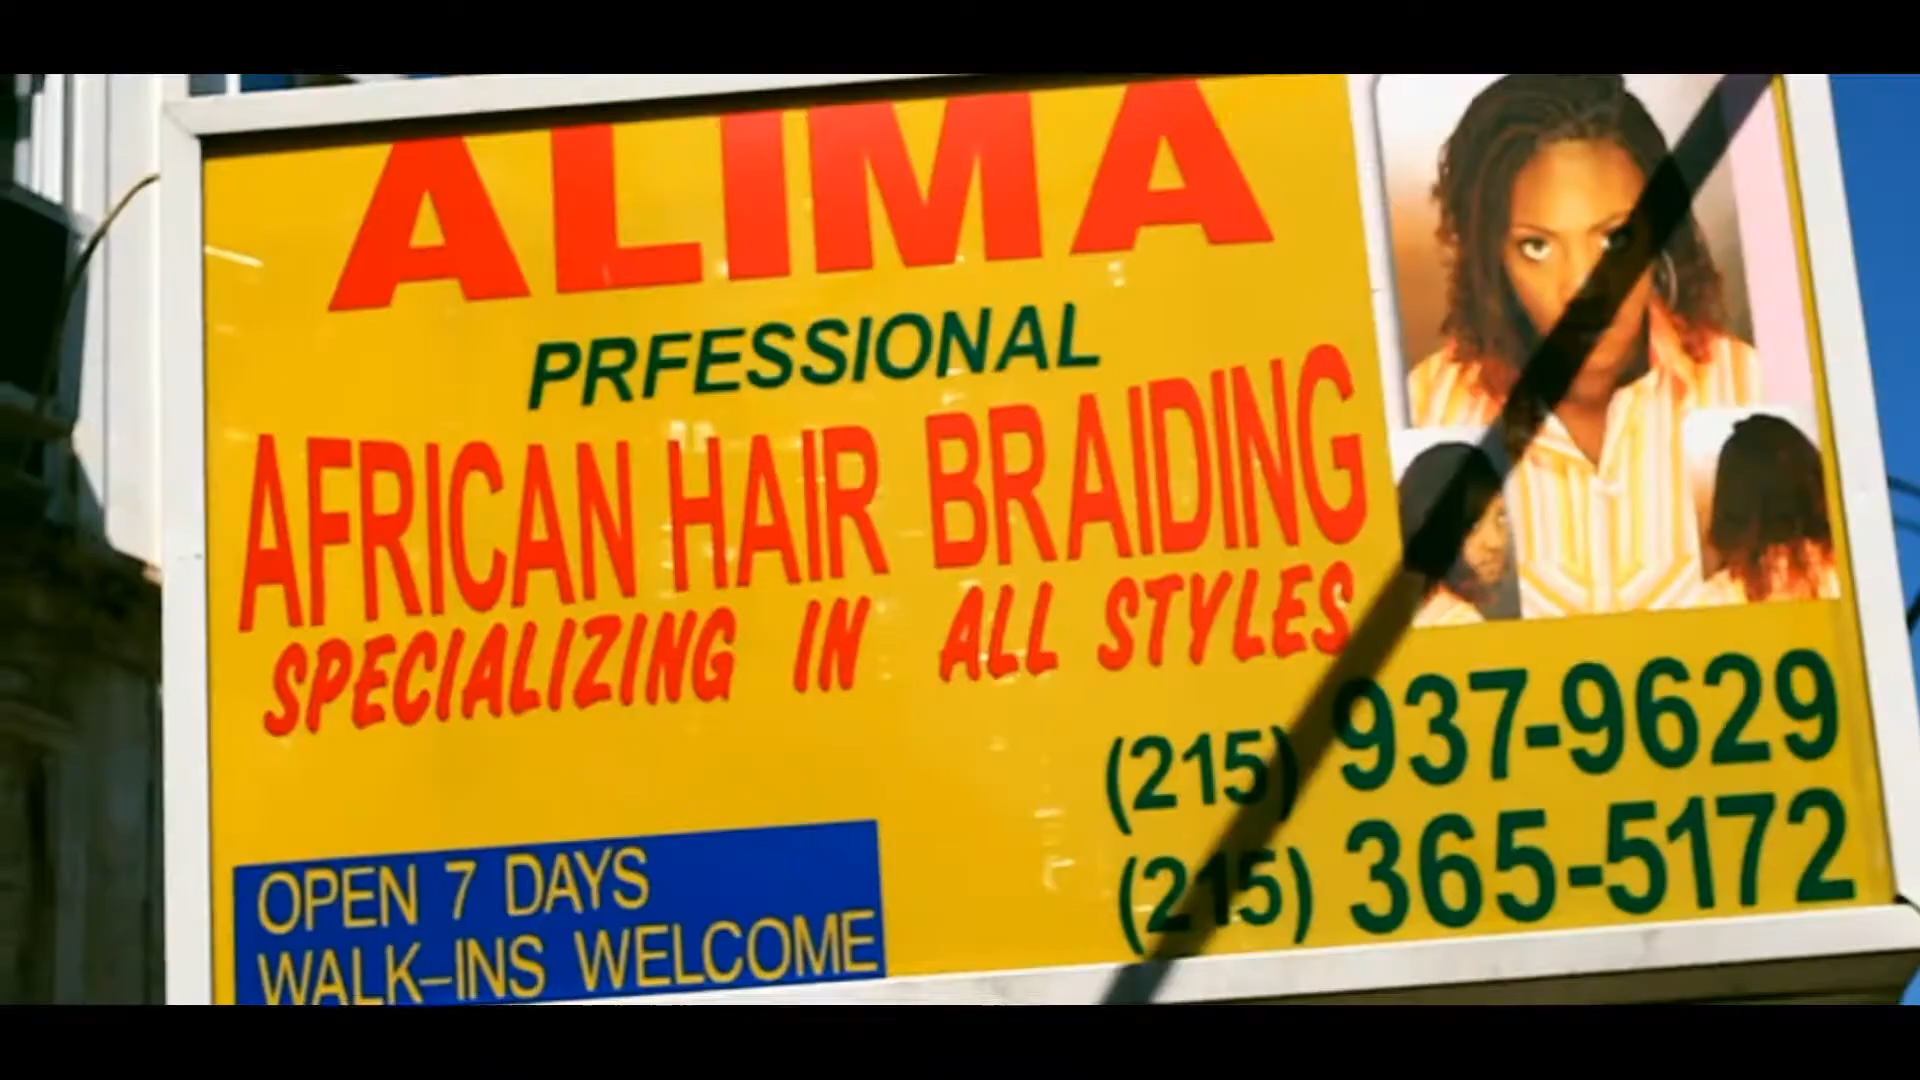 ALIMA
PRFESSIONAL
AFRICAN HAIR BRAIDING
SPECIALIZING IN ALL STYLES
(215) 937-9629
(215) 365-5172
OPEN 7 DAYS
WALK-INS WELCOME